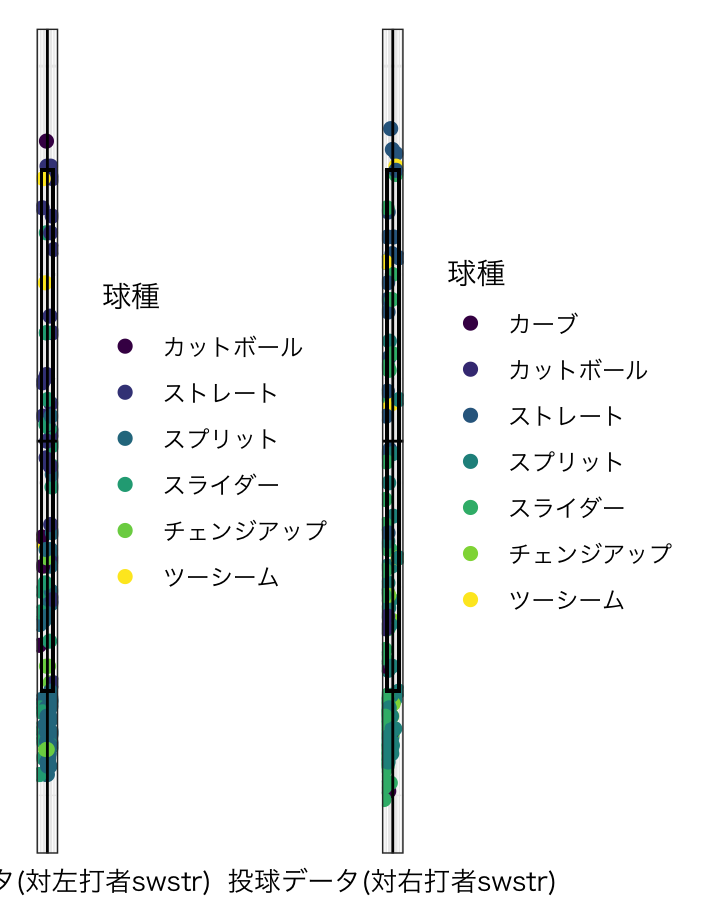 球種
カットボール
ストレート
スプリット
スライダー
チェンジアップ
ツーシーム
球種
カーブ
カットボール
ストレート
スプリット
スライダー
チェンジアップ
ツーシーム
タ(対左打者swstr)
投球データ(対右打者swstr)